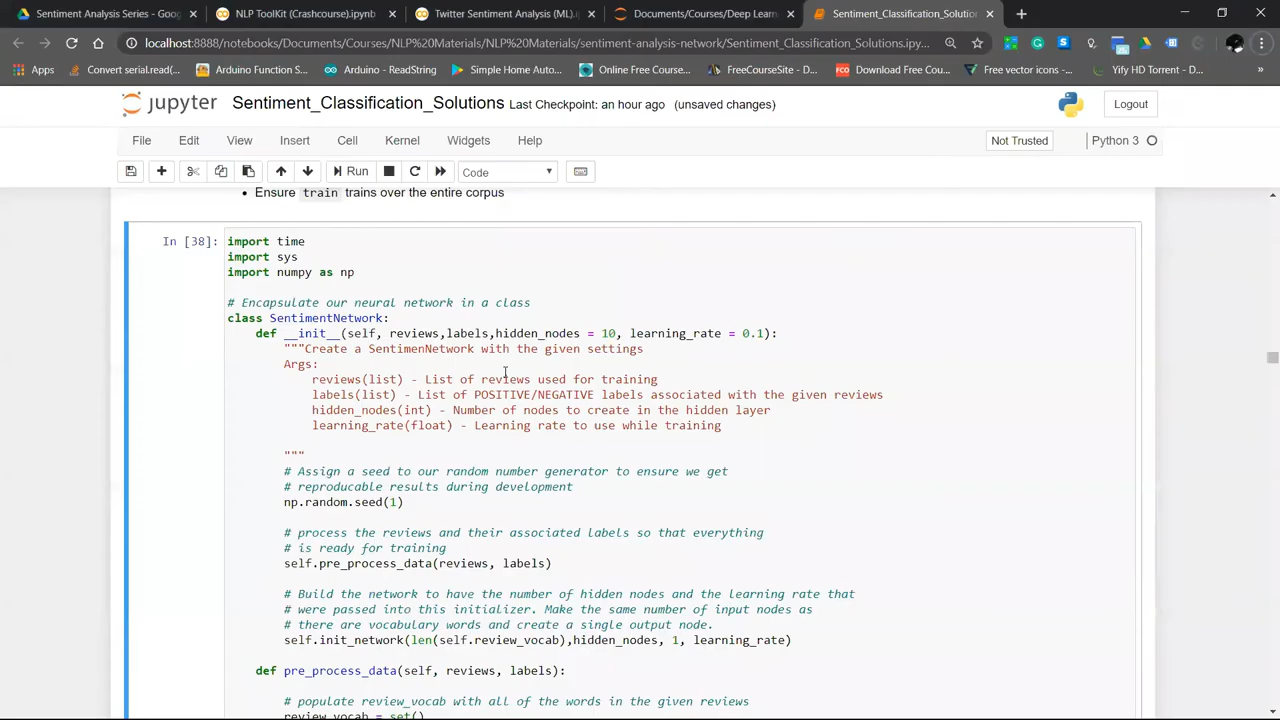 Sentiment Analysis Series - Goog
NLP ToolKit (Crashcourse).ipynb
Twitter Sentiment Analysis (ML).i
Documents/Courses/Deep Learn
Sentiment_Classification_Solution
localhost:8888/notebooks/Documents/Courses/NLP%20Materials/NLP%20Materials/sentiment-analysis-network/Sentiment_Classification_Solutions.ipy...
Apps
Convert serial.read(...
Arduino Function S...
Arduino - ReadString
Simple Home Auto...
Online Free Course...
FreeCourseSite - D...
FCO
Download Free Cou...
Free vector icons -...
Yify HD Torrent - D...
»
jupyter
Sentiment_Classification_Solutions Last Checkpoint: an hour ago (unsaved changes)
Logout
File Edit View Insert Cell Kernel Widgets Help
Not Trusted
Python 3
Run
Code
• Ensure train trains over the entire corpus
In [38]:
import time
import sys
import numpy as np
# Encapsulate our neural network in a class
class SentimentNetwork:
def __init__(self, reviews,labels,hidden_nodes = 10, learning_rate = 0.1):
"""Create a SentimenNetwork with the given settings
Args:
reviews(list) - List of reviews used for training
labels(list) - List of POSITIVE/NEGATIVE labels associated with the given reviews
hidden_nodes(int) - Number of nodes to create in the hidden layer
learning_rate(float) - Learning rate to use while training
"""
# Assign a seed to our random number generator to ensure we get
# reproducable results during development
np.random.seed(1)
# process the reviews and their associated labels so that everything
# is ready for training
self.pre_process_data(reviews, labels)
# Build the network to have the number of hidden nodes and the learning rate that
# were passed into this initializer. Make the same number of input nodes as
# there are vocabulary words and create a single output node.
self.init_network(len(self.review_vocab),hidden_nodes, 1, learning_rate)
def pre_process_data(self, reviews, labels):
# populate review_vocab with all of the words in the given reviews
review_vocab = set()